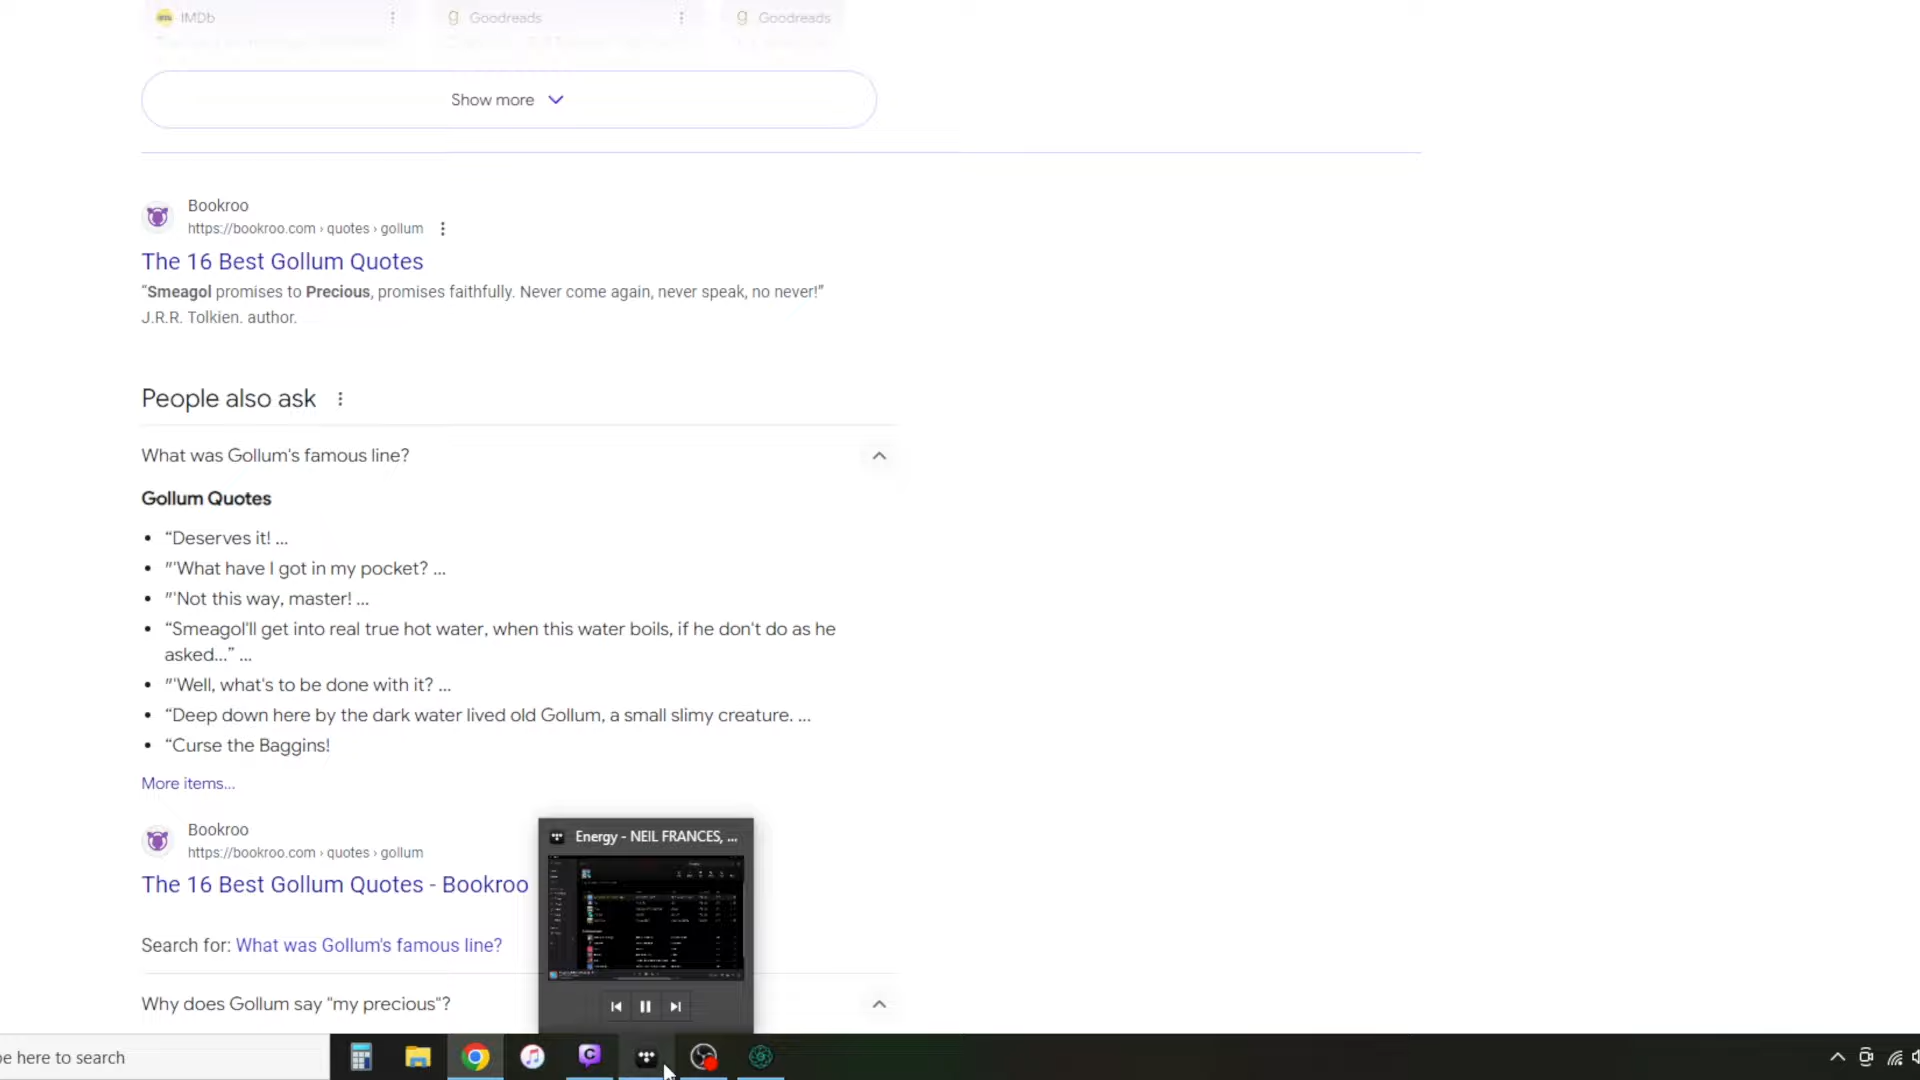 IMDb
Goodreads
Goodreads
Show more
Bookroo
https://bookroo.com › quotes › gollum
The 16 Best Gollum Quotes
“Smeagol promises to Precious, promises faithfully. Never come again, never speak, no never!”
J.R.R. Tolkien. author.
People also ask
What was Gollum's famous line?
Gollum Quotes
“Deserves it! ...
"'What have I got in my pocket? ...
"'Not this way, master! ...
“Smeagol'll get into real true hot water, when this water boils, if he don't do as he
asked...” ...
"'Well, what's to be done with it? ...
“Deep down here by the dark water lived old Gollum, a small slimy creature. ...
“Curse the Baggins!
More items...
Bookroo
https://bookroo.com › quotes › gollum
The 16 Best Gollum Quotes - Bookroo
Energy - NEIL FRANCES, ...
Search for: What was Gollum's famous line?
Why does Gollum say "my precious"?
e here to search